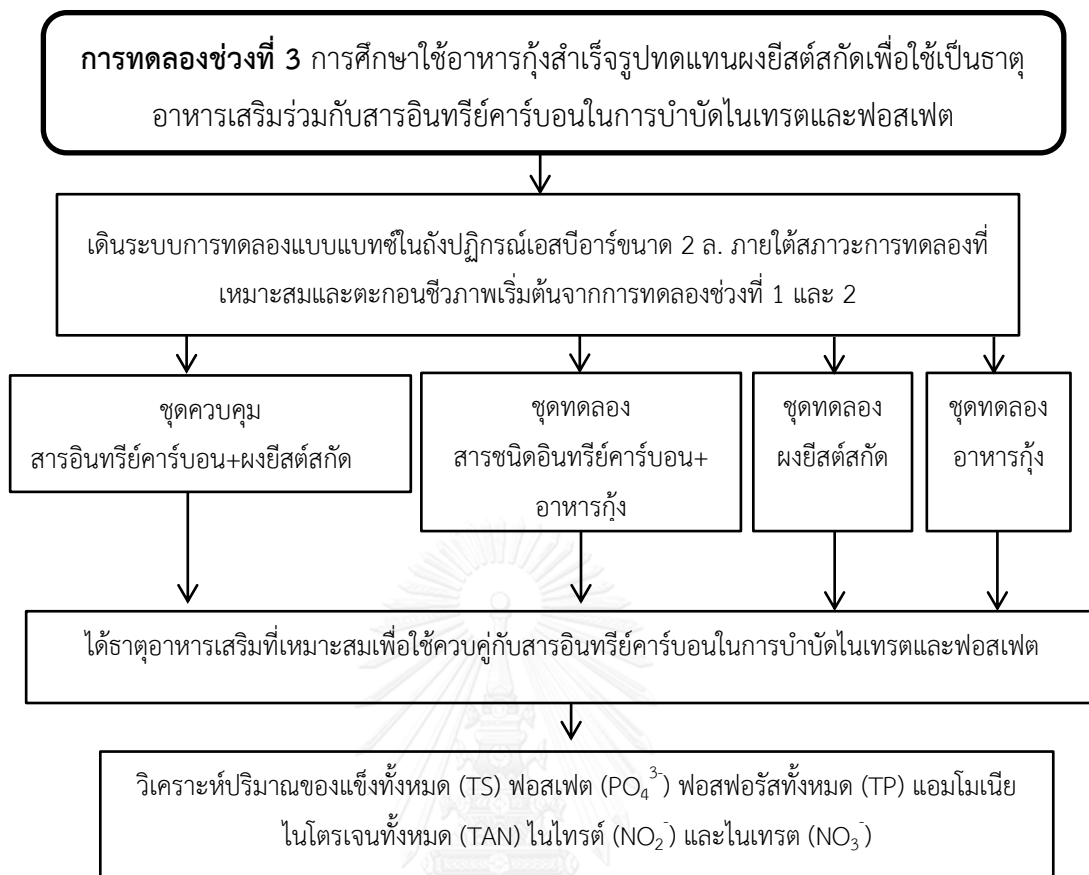 การทดลองช่วงที่ 3 การศึกษาใช้อาหารกุ้งสำเร็จรูปทดแทนผงยีสต์สกัดเพื่อใช้เป็นธาตุ
อาหารเสริมร่วมกับสารอินทรีย์คาร์บอนในการบำบัดไนเทรตและฟอสเฟต
เดินระบบการทดลองแบบแบทซ์ในถังปฏิกรณ์เอสบีอาร์ขนาด 2 ล. ภายใต้สภาวะการทดลองที่
เหมาะสมและตะกอนชีวภาพเริ่มต้นจากการทดลองช่วงที่ 1 และ 2
ชุดควบคุม
สารอินทรีย์คาร์บอน+ผงยีสต์สกัด
ชุดทดลอง
สารชนิดอินทรีย์คาร์บอน+
อาหารกุ้ง
ชุดทดลอง
ผงยีสต์สกัด
ชุดทดลอง
อาหารกุ้ง
ได้ธาตุอาหารเสริมที่เหมาะสมเพื่อใช้ควบคู่กับสารอินทรีย์คาร์บอนในการบำบัดไนเทรตและฟอสเฟต
วิเคราะห์ปริมาณของแข็งทั้งหมด (TS) ฟอสเฟต (PO₄³⁻) ฟอสฟอรัสทั้งหมด (TP) แอมโมเนีย
ไนโตรเจนทั้งหมด (TAN) ไนไทรต์ (NO₂⁻) และไนเทรต (NO₃⁻)